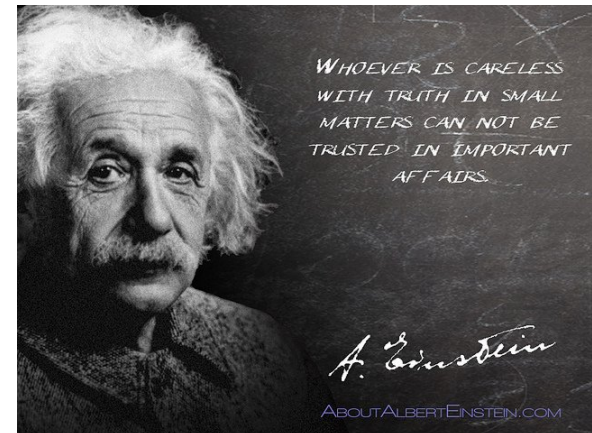 WHOEVER IS CARELESS
WITH TRUTH IN SMALL
MATTERS CAN NOT BE
TRUSTED IN IMPORTANT
AFFAIRS.
A. Einstein
ABOUTALBERTEINSTEIN.COM